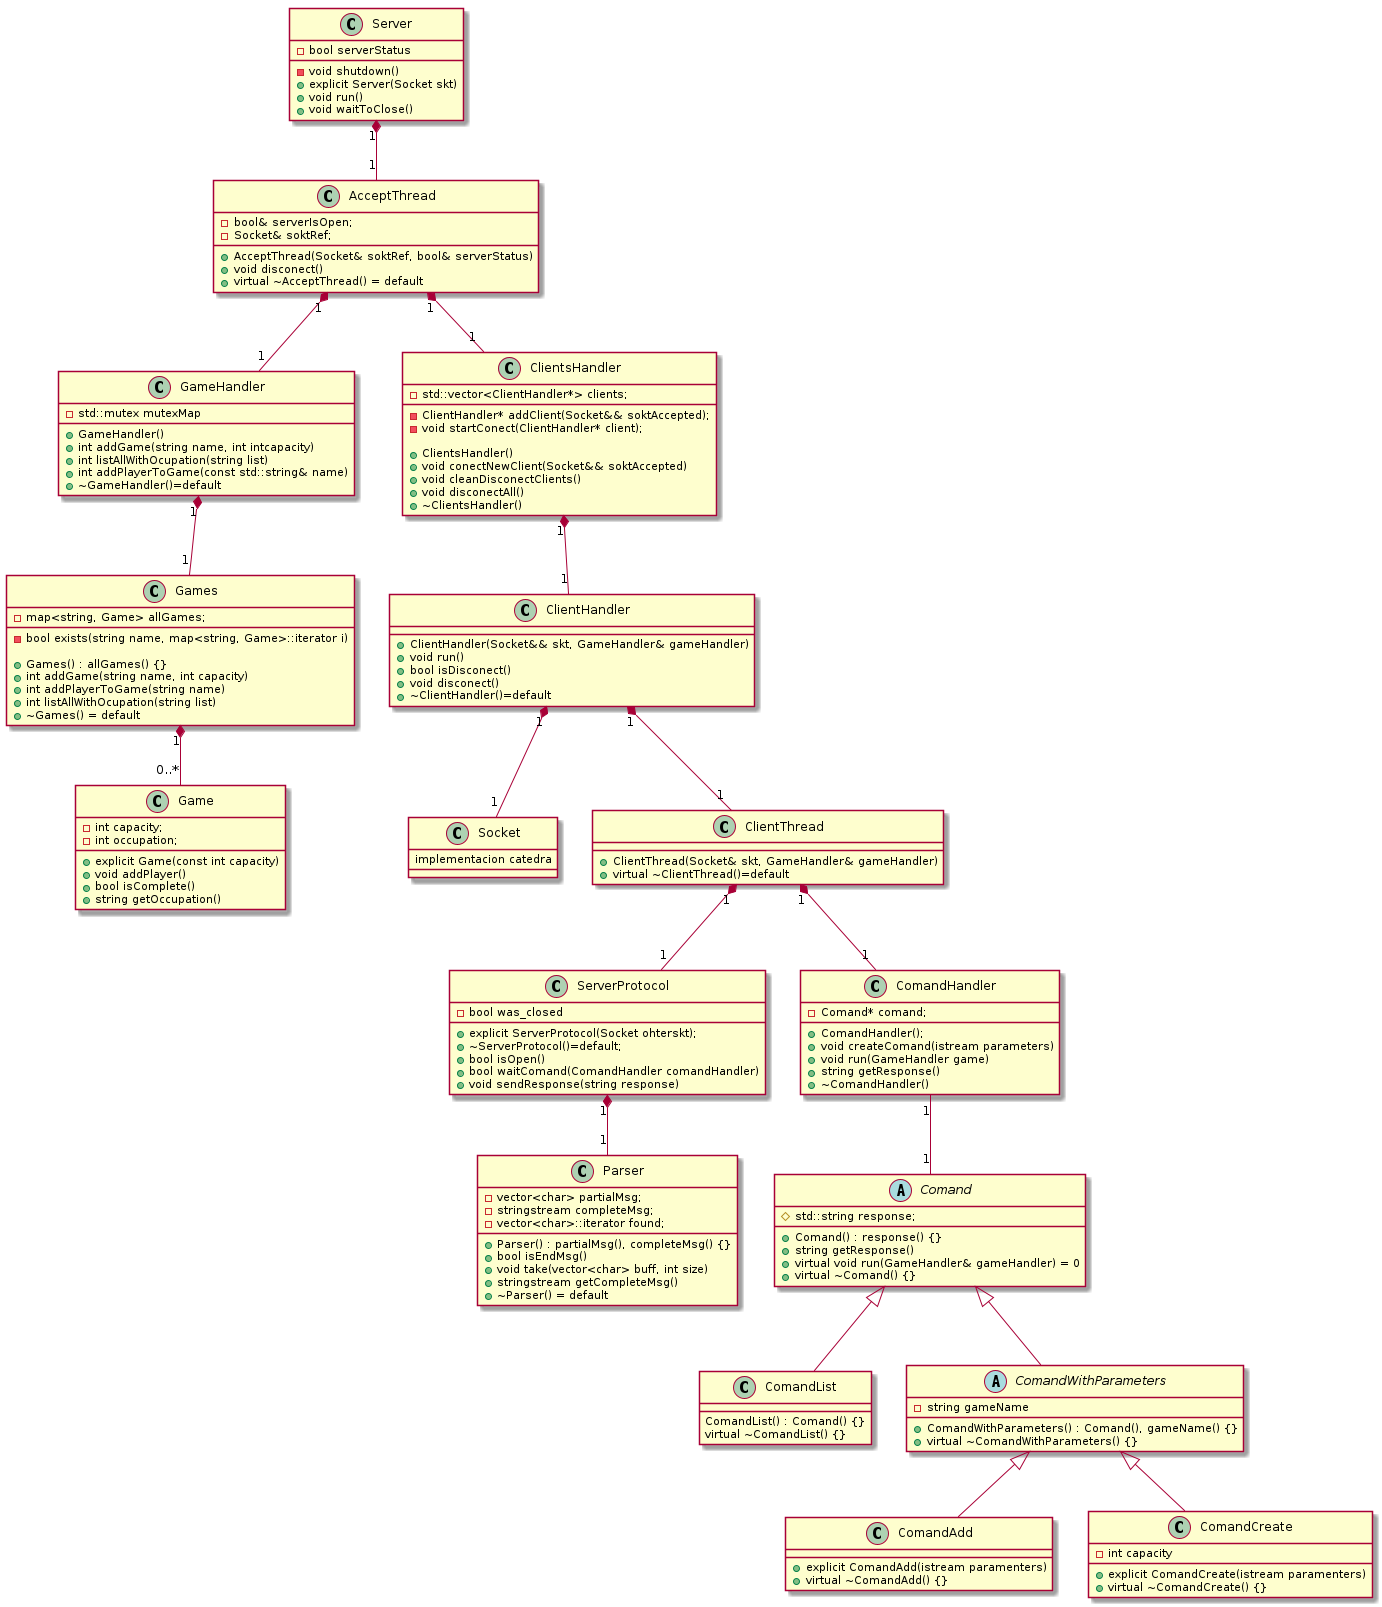 C Server
bool serverStatus
void shutdown()
explicit Server(Socket skt)
void run()
void waitToClose()
1
1
C AcceptThread
bool& serverIsOpen;
Socket& soktRef;
AcceptThread(Socket& soktRef, bool& serverStatus)
void disconect()
virtual ~AcceptThread() = default
1
1
1
1
C GameHandler
std::mutex mutexMap
GameHandler()
int addGame(string name, int intcapacity)
int listAllWithOcupation(string list)
int addPlayerToGame(const std::string& name)
~GameHandler()=default
C ClientsHandler
std::vector<ClientHandler*> clients;
ClientHandler* addClient(Socket&& soktAccepted);
void startConect(ClientHandler* client);
ClientsHandler()
void conectNewClient(Socket&& soktAccepted)
void cleanDisconectClients()
void disconectAll()
~ClientsHandler()
1
1
1
1
C Games
map<string, Game> allGames;
bool exists(string name, map<string, Game>::iterator i)
Games() : allGames() {}
int addGame(string name, int capacity)
int addPlayerToGame(string name)
int listAllWithOcupation(string list)
~Games() = default
C ClientHandler
ClientHandler(Socket&& skt, GameHandler& gameHandler)
void run()
bool isDisconect()
void disconect()
~ClientHandler()=default
1
0..*
1
1
1
1
C Game
int capacity;
int occupation;
explicit Game(const int capacity)
void addPlayer()
bool isComplete()
string getOccupation()
C Socket
implementacion catedra
C ClientThread
ClientThread(Socket& skt, GameHandler& gameHandler)
virtual ~ClientThread()=default
1
1
1
1
C ServerProtocol
bool was_closed
explicit ServerProtocol(Socket ohterskt);
~ServerProtocol()=default;
bool isOpen()
bool waitComand(ComandHandler comandHandler)
void sendResponse(string response)
C ComandHandler
Comand* comand;
ComandHandler();
void createComand(istream parameters)
void run(GameHandler game)
string getResponse()
~ComandHandler()
1
1
1
1
C Parser
vector<char> partialMsg;
stringstream completeMsg;
vector<char>::iterator found;
Parser() : partialMsg(), completeMsg() {}
bool isEndMsg()
void take(vector<char> buff, int size)
stringstream getCompleteMsg()
~Parser() = default
A Comand
std::string response;
Comand() : response() {}
string getResponse()
virtual void run(GameHandler& gameHandler) = 0
virtual ~Comand() {}
C ComandList
ComandList() : Comand() {}
virtual ~ComandList() {}
A ComandWithParameters
string gameName
ComandWithParameters() : Comand(), gameName() {}
virtual ~ComandWithParameters() {}
C ComandAdd
explicit ComandAdd(istream paramenters)
virtual ~ComandAdd() {}
C ComandCreate
int capacity
explicit ComandCreate(istream paramenters)
virtual ~ComandCreate() {}